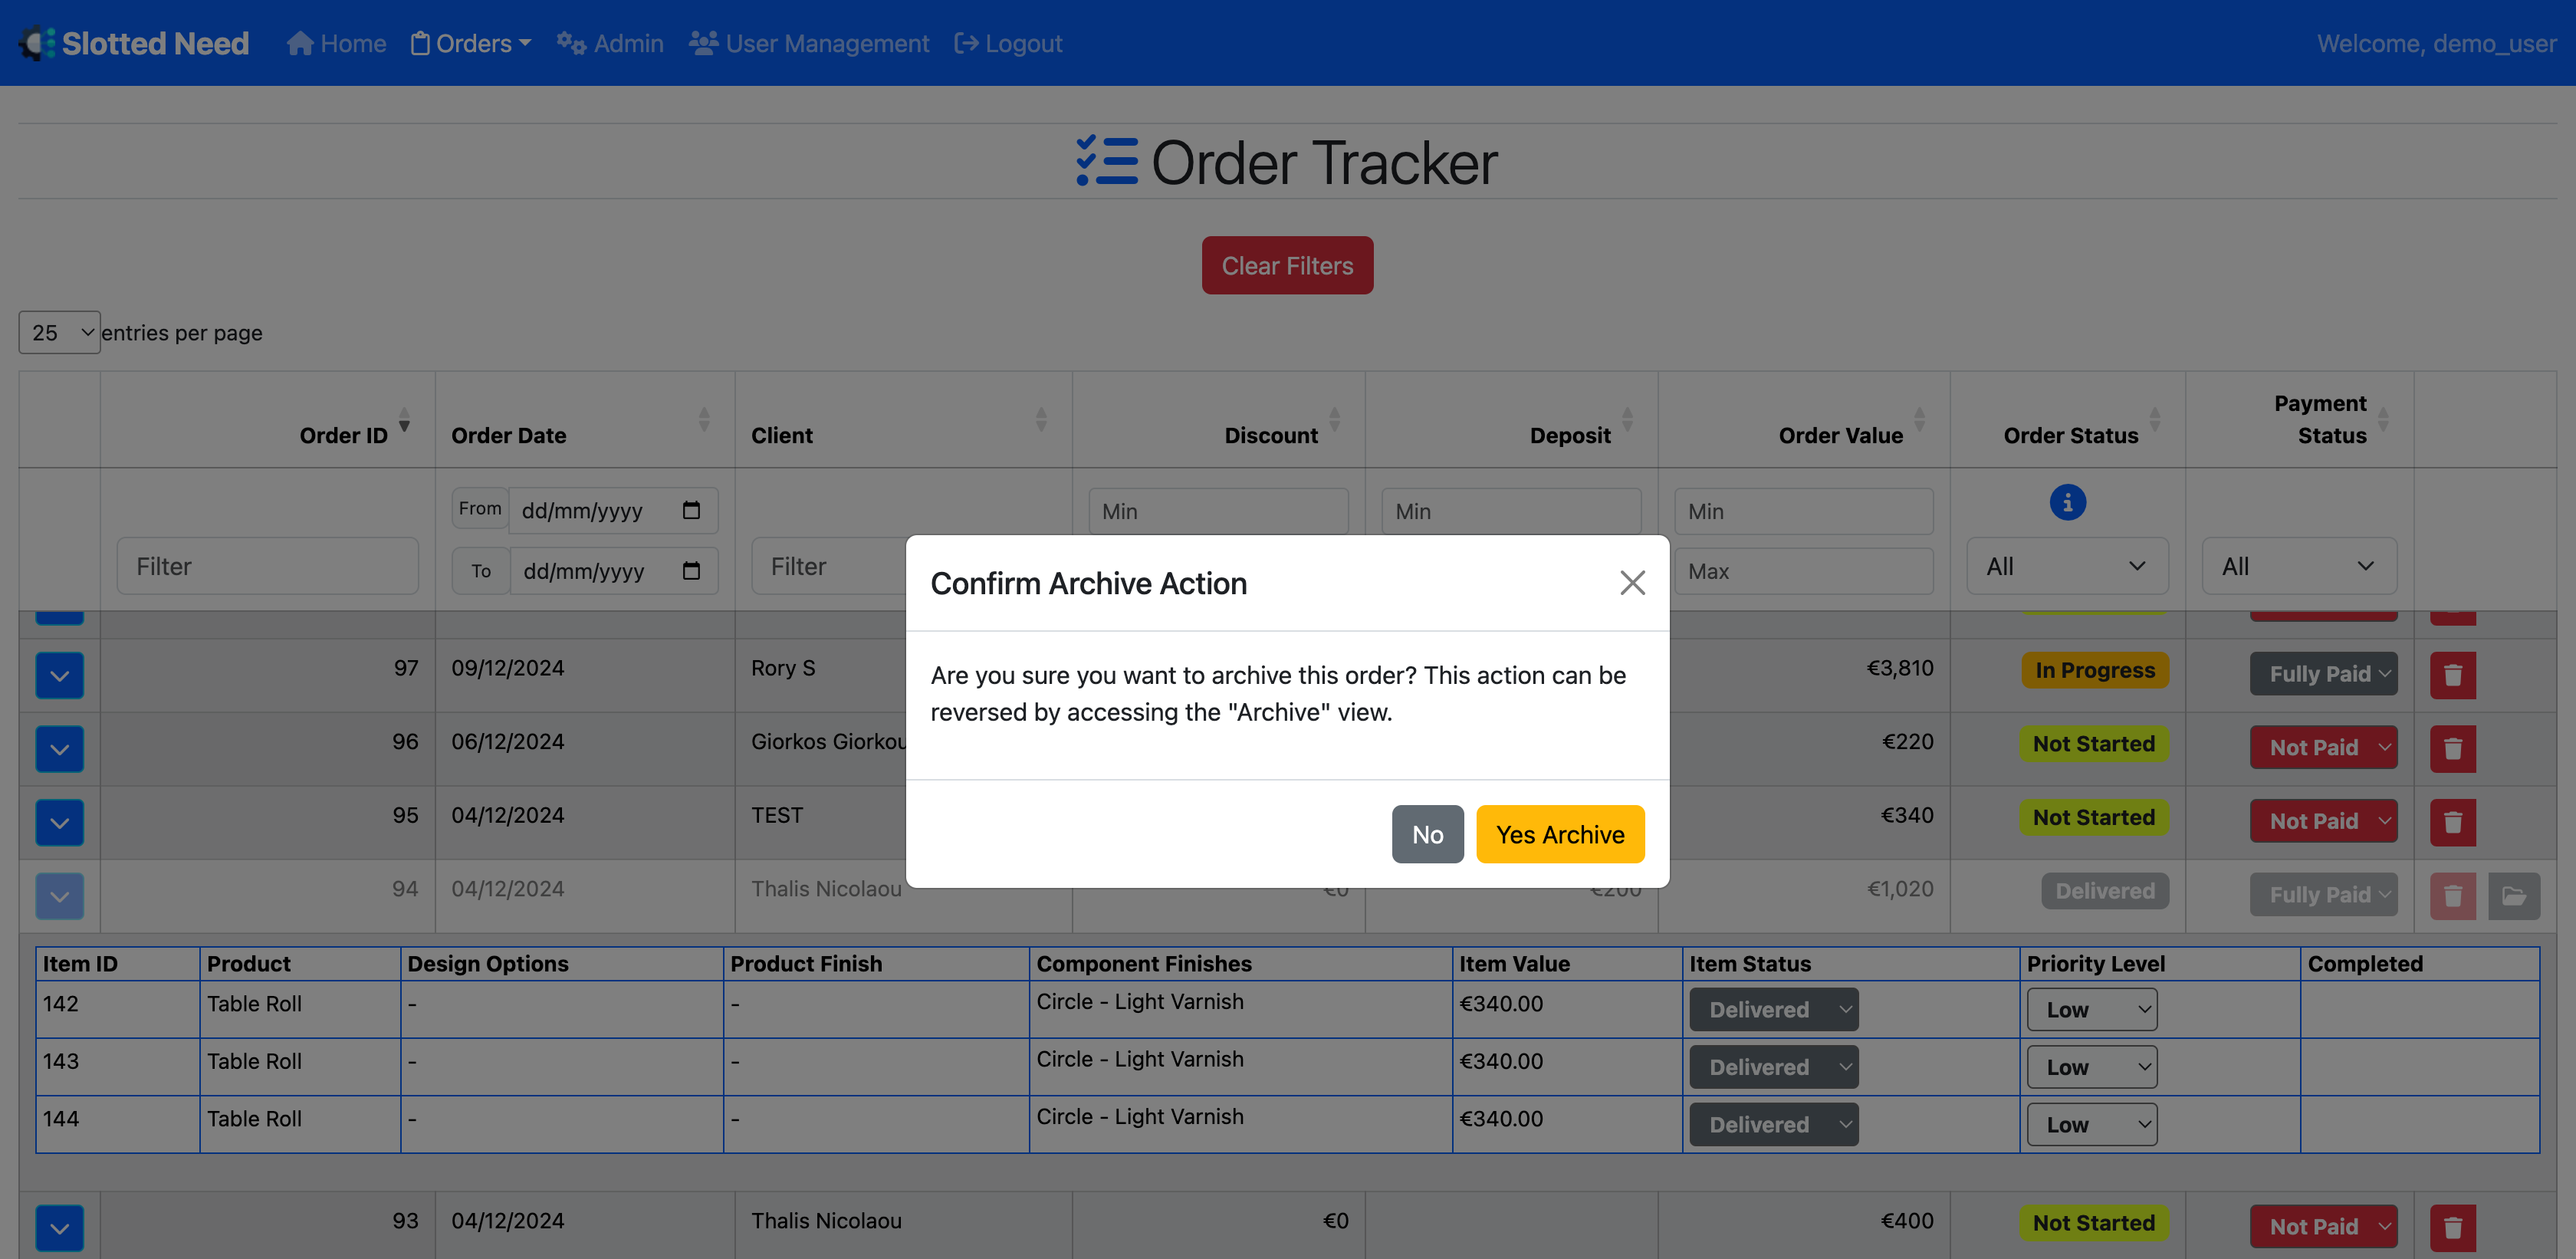 Slotted Need Home Orders Admin User Management Logout Welcome, demo_user
Order Tracker
Clear Filters
25 entries per page
Order ID Order Date Client Discount Deposit Order Value Order Status Payment Status
From dd/mm/yyyy Min Min Min
Filter To dd/mm/yyyy Filter Max All All
Confirm Archive Action
Are you sure you want to archive this order? This action can be
reversed by accessing the "Archive" view.
No Yes Archive
97 09/12/2024 Rory S €3,810 In Progress Fully Paid
96 06/12/2024 Giorkos Giorkou €220 Not Started Not Paid
95 04/12/2024 TEST €340 Not Started Not Paid
94 04/12/2024 Thalis Nicolaou €0 €200 €1,020 Delivered Fully Paid
Item ID Product Design Options Product Finish Component Finishes Item Value Item Status Priority Level Completed
142 Table Roll - - Circle - Light Varnish €340.00 Delivered Low
143 Table Roll - - Circle - Light Varnish €340.00 Delivered Low
144 Table Roll - - Circle - Light Varnish €340.00 Delivered Low
93 04/12/2024 Thalis Nicolaou €0 €400 Not Started Not Paid